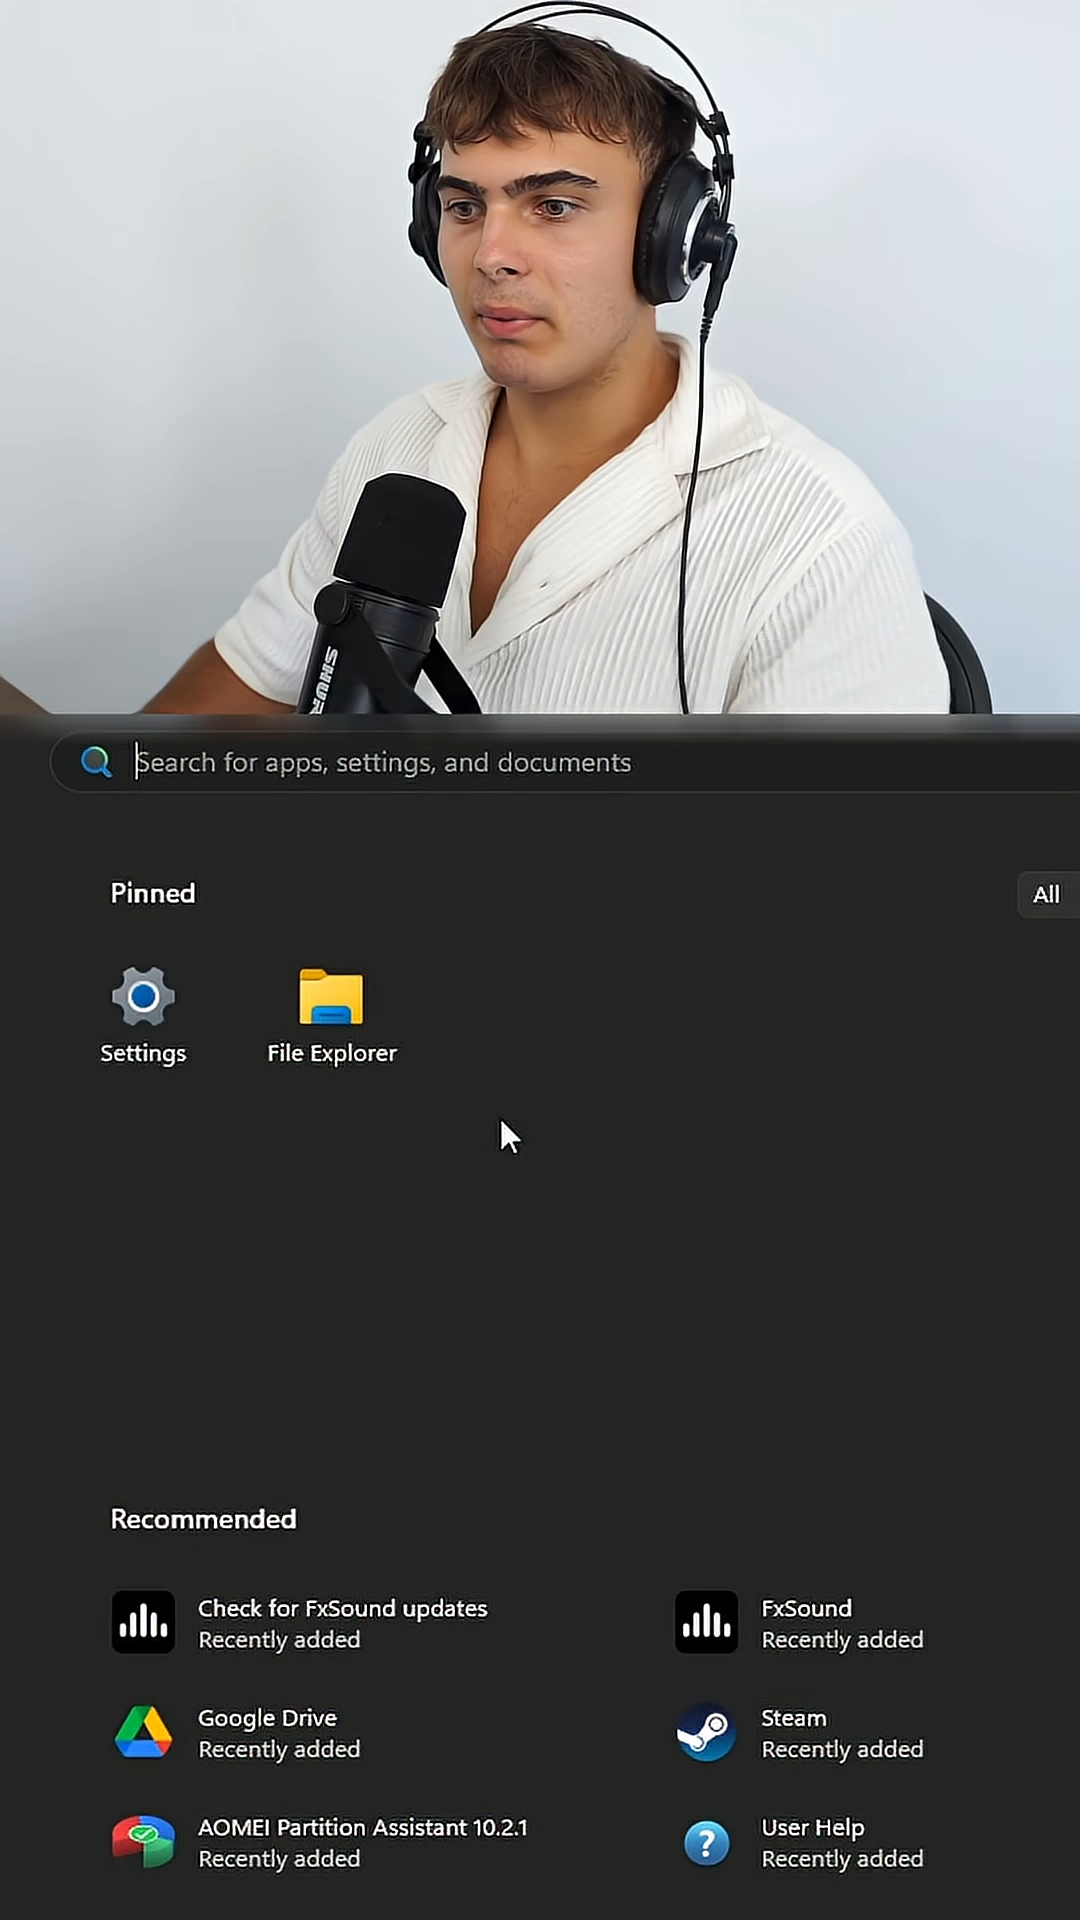 SHUR
Search for apps, settings, and documents
Pinned
All
Settings
File Explorer
Recommended
Check for FxSound updates
Recently added
FxSound
Recently added
Google Drive
Recently added
Steam
Recently added
AOMEI Partition Assistant 10.2.1
Recently added
User Help
Recently added